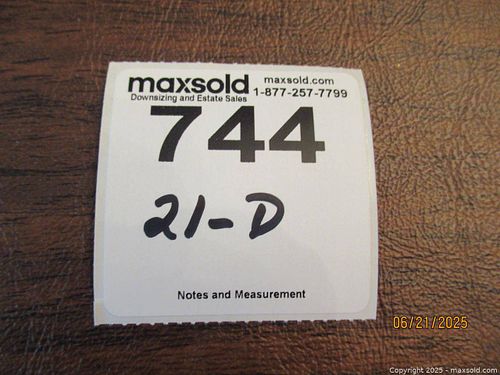 maxsold maxsold.com
Downsizing and Estate Sales 1-877-257-7799
744
21-D
Notes and Measurement
06/21/2025
Copyright © 2025 - maxsold.com